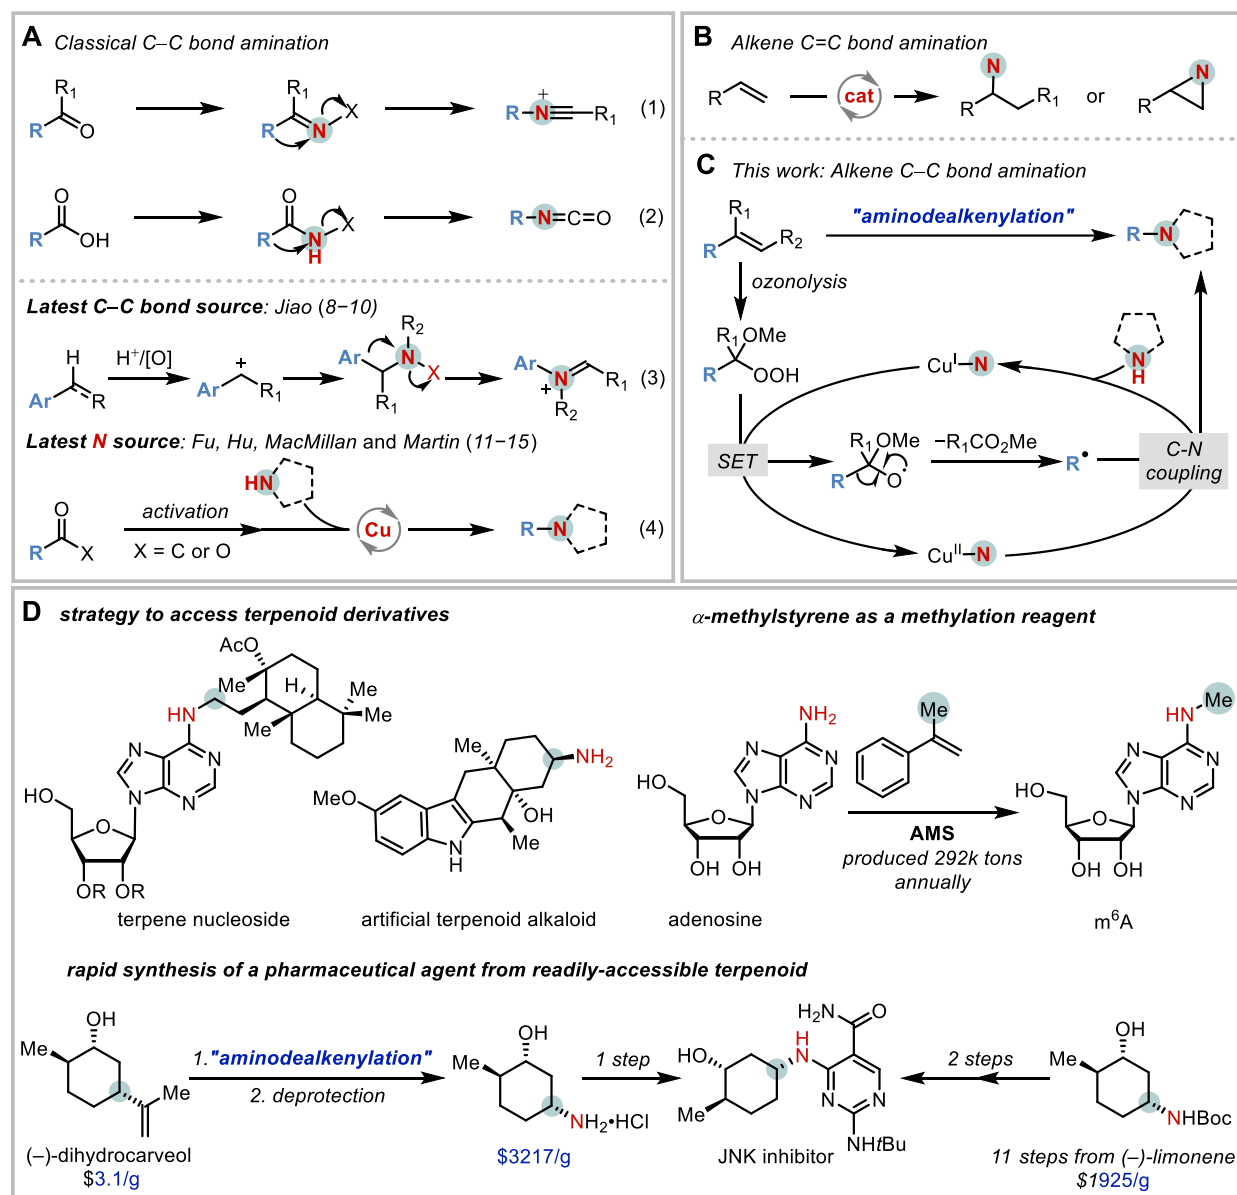 A Classical C–C bond amination
R1
R
O
R1
R
N
X
R–N≡–R1
+
(1)
O
R
OH
O
R
N
H
X
R–N=C=O
(2)
Latest C–C bond source: Jiao (8–10)
H
Ar
R
H+/[O]
+
Ar
R1
R2
Ar
N
X
R1
Ar
N
+
R2
R1
(3)
Latest N source: Fu, Hu, MacMillan and Martin (11–15)
HN
O
R
X
activation
X = C or O
Cu
R–N
(4)
B Alkene C=C bond amination
R
cat
N
R
R1
or
N
R
C This work: Alkene C–C bond amination
R1
R
R2
"aminodealkenylation"
R–N
ozonolysis
R1
OMe
R
OOH
N
H
CuI–N
SET
R1
OMe
R
O•
−R1CO2Me
R•
C-N
coupling
CuII–N
D strategy to access terpenoid derivatives
α-methylstyrene as a methylation reagent
AcO
Me
H
Me
Me
Me
HN
N
N
N
N
HO
O
OR
OR
terpene nucleoside
Me
NH2
MeO
OH
Me
N
H
artificial terpenoid alkaloid
NH2
N
N
N
N
HO
O
OH
OH
adenosine
Me
AMS
produced 292k tons
annually
HN
Me
N
N
N
N
HO
O
OH
OH
m6A
rapid synthesis of a pharmaceutical agent from readily-accessible terpenoid
OH
Me
Me
(–)-dihydrocarveol
$3.1/g
1."aminodealkenylation"
2. deprotection
OH
Me
NH2•HCl
$3217/g
1 step
H2N
O
HO
H
N
N
N
Me
NHtBu
JNK inhibitor
2 steps
OH
Me
NHBoc
11 steps from (–)-limonene
$1925/g